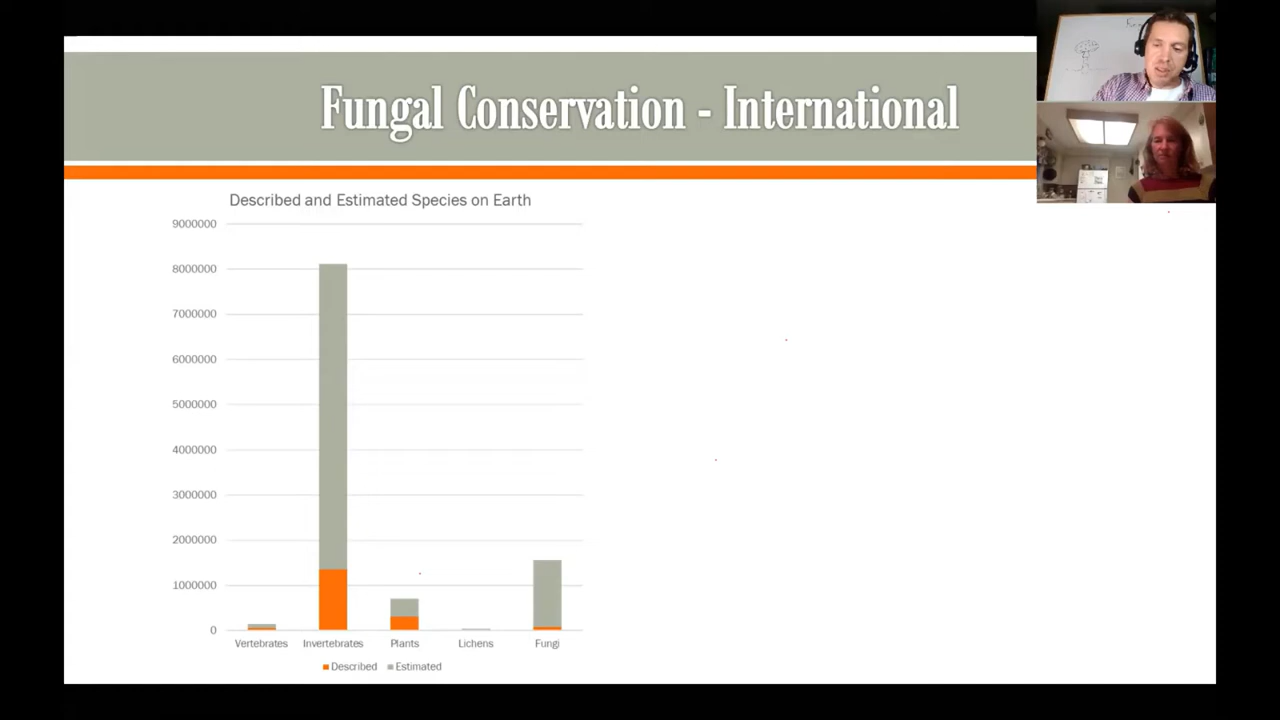 Fungal Conservation - International
Described and Estimated Species on Earth
9000000
8000000
7000000
6000000
5000000
4000000
3000000
2000000
1000000
0
Vertebrates Invertebrates Plants Lichens Fungi
Described Estimated